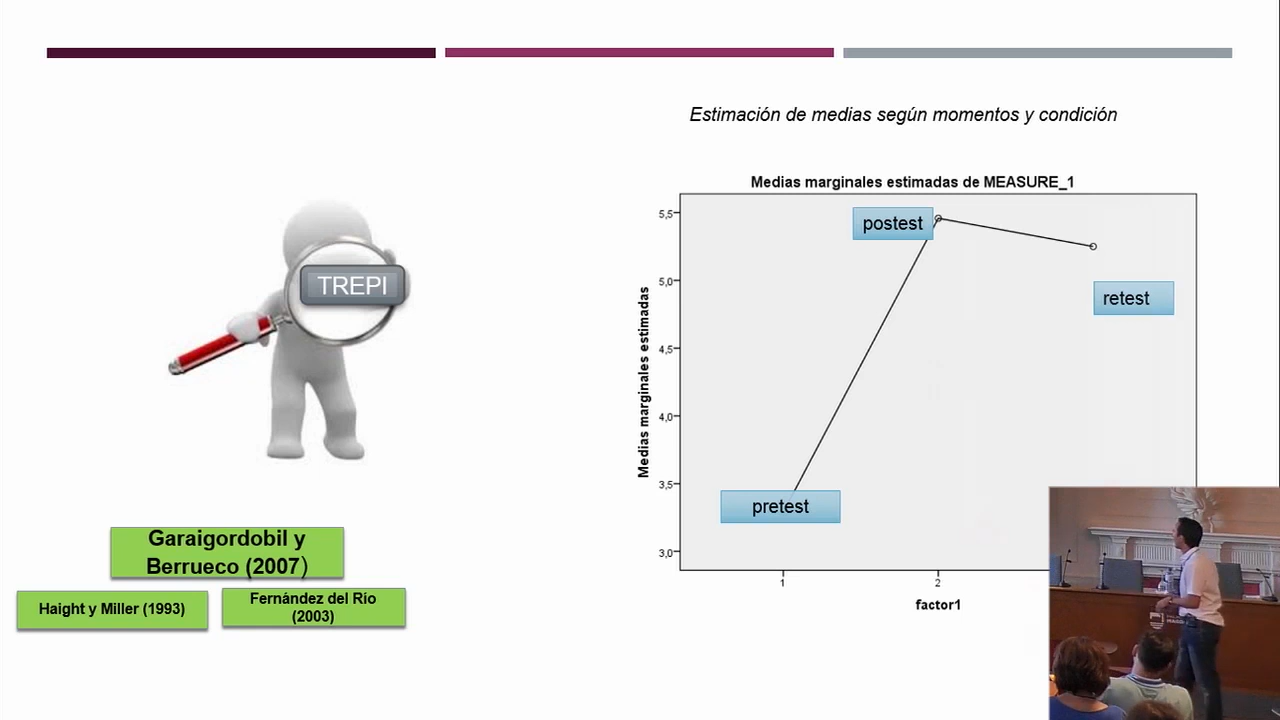 Estimación de medias según momentos y condición
Medias marginales estimadas de MEASURE_1
5,5
postest
TREPI
5,0
retest
4,5
Medias marginales estimadas
4,0
3,5
pretest
3,0
1
2
factor1
Garaigordobil y
Berrueco (2007)
Haight y Miller (1993)
Fernández del Río
(2003)